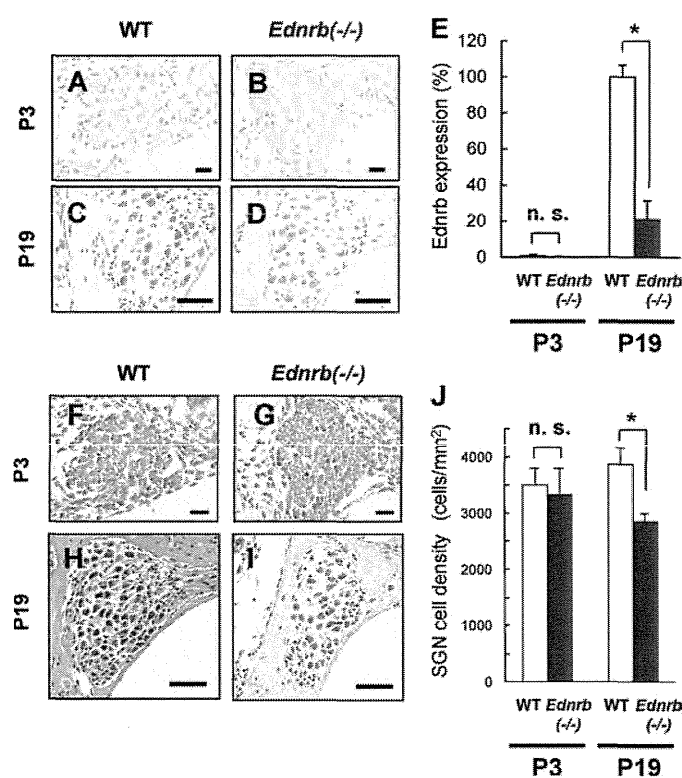 WT
Ednrb(-/-)
P3
A
B
P19
C
D
E
Ednrb expression (%)
120
100
80
60
40
20
0
n. s.
*
WT Ednrb (-/-)
WT Ednrb (-/-)
P3
P19
WT
Ednrb(-/-)
P3
F
G
P19
H
I
J
SGN cell density (cells/mm²)
4000
3000
4000
3000
2000
1000
0
n. s.
*
WT Ednrb (-/-)
WT Ednrb (-/-)
P3
P19